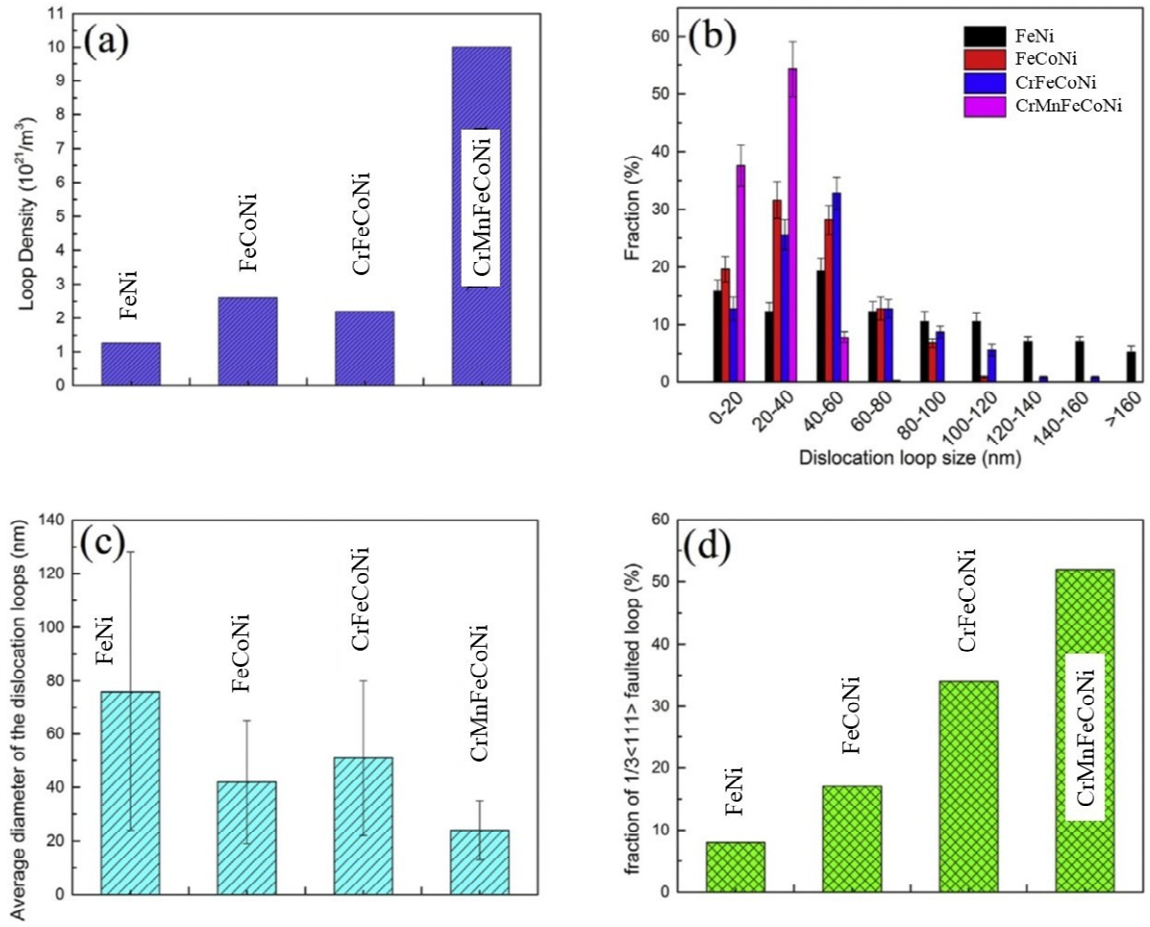 (a)
11
10
9
8
7
6
5
4
3
2
1
0
Loop Density (10²¹/m³)
FeNi
FeCoNi
CrFeCoNi
CrMnFeCoNi
(b)
60
50
40
30
20
10
0
Fraction (%)
FeNi
FeCoNi
CrFeCoNi
CrMnFeCoNi
0-20
20-40
40-60
60-80
80-100
100-120
120-140
140-160
>160
Dislocation loop size (nm)
(c)
140
120
100
80
60
40
20
0
Average diameter of the dislocation loops (nm)
FeNi
FeCoNi
CrFeCoNi
CrMnFeCoNi
(d)
60
50
40
30
20
10
0
fraction of 1/3<111> faulted loop (%)
FeNi
FeCoNi
CrFeCoNi
CrMnFeCoNi